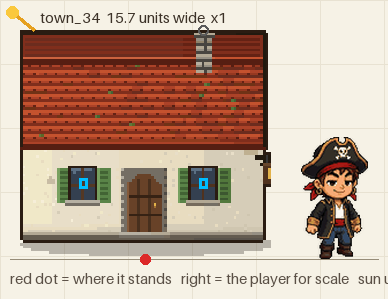 town_34 15.7 units wide x1
red dot = where it stands right = the player for scale sun u